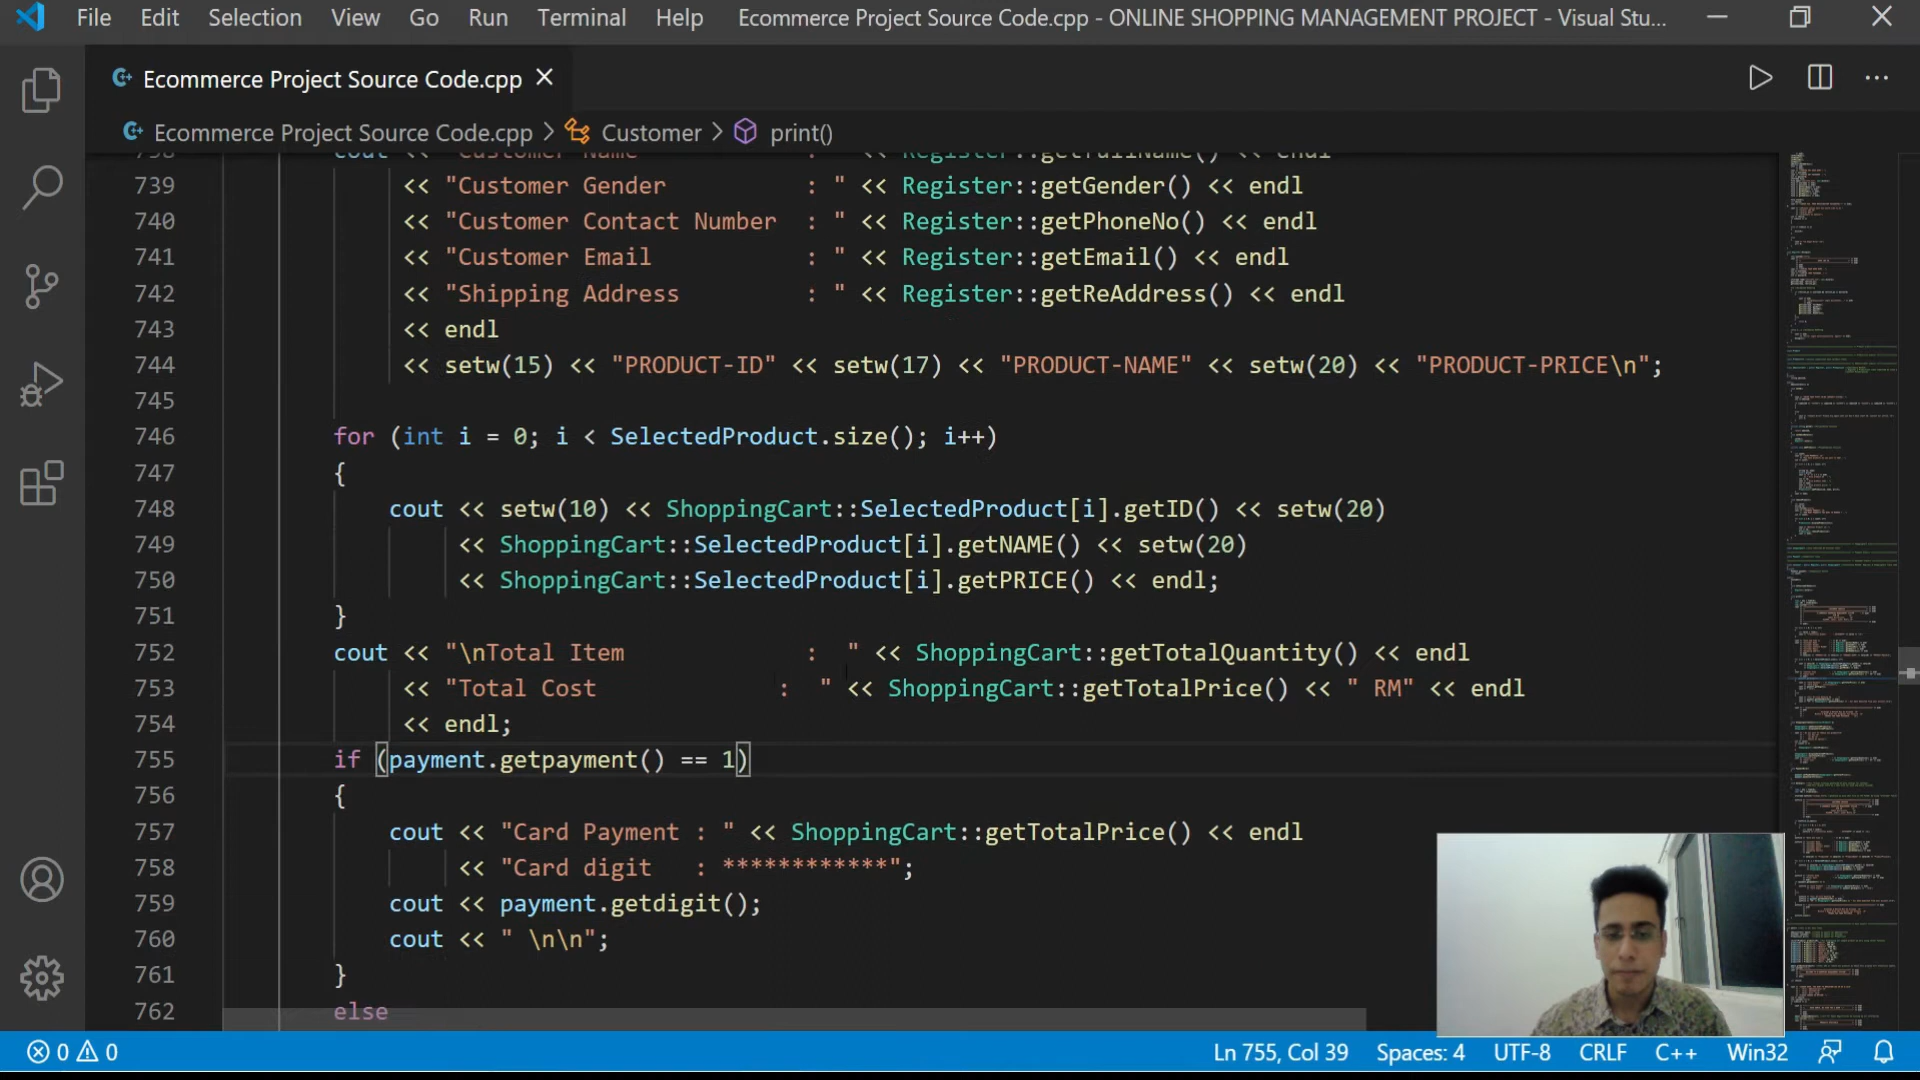 File Edit Selection View Go Run Terminal Help Ecommerce Project Source Code.cpp - ONLINE SHOPPING MANAGEMENT PROJECT - Visual Stu...
Ecommerce Project Source Code.cpp
Ecommerce Project Source Code.cpp > Customer > print()
738 cout << "Customer Name : " << Register::getFullName() << endl
739 << "Customer Gender : " << Register::getGender() << endl
740 << "Customer Contact Number : " << Register::getPhoneNo() << endl
741 << "Customer Email : " << Register::getEmail() << endl
742 << "Shipping Address : " << Register::getReAddress() << endl
743 << endl
744 << setw(15) << "PRODUCT-ID" << setw(17) << "PRODUCT-NAME" << setw(20) << "PRODUCT-PRICE\n";
745
746 for (int i = 0; i < SelectedProduct.size(); i++)
747 {
748 cout << setw(10) << ShoppingCart::SelectedProduct[i].getID() << setw(20)
749 << ShoppingCart::SelectedProduct[i].getNAME() << setw(20)
750 << ShoppingCart::SelectedProduct[i].getPRICE() << endl;
751 }
752 cout << "\nTotal Item : " << ShoppingCart::getTotalQuantity() << endl
753 << "Total Cost : " << ShoppingCart::getTotalPrice() << " RM" << endl
754 << endl;
755 if (payment.getpayment() == 1)
756 {
757 cout << "Card Payment : " << ShoppingCart::getTotalPrice() << endl
758 << "Card digit : ************";
759 cout << payment.getdigit();
760 cout << " \n\n";
761 }
762 else
0 0 Ln 755, Col 39 Spaces: 4 UTF-8 CRLF C++ Win32